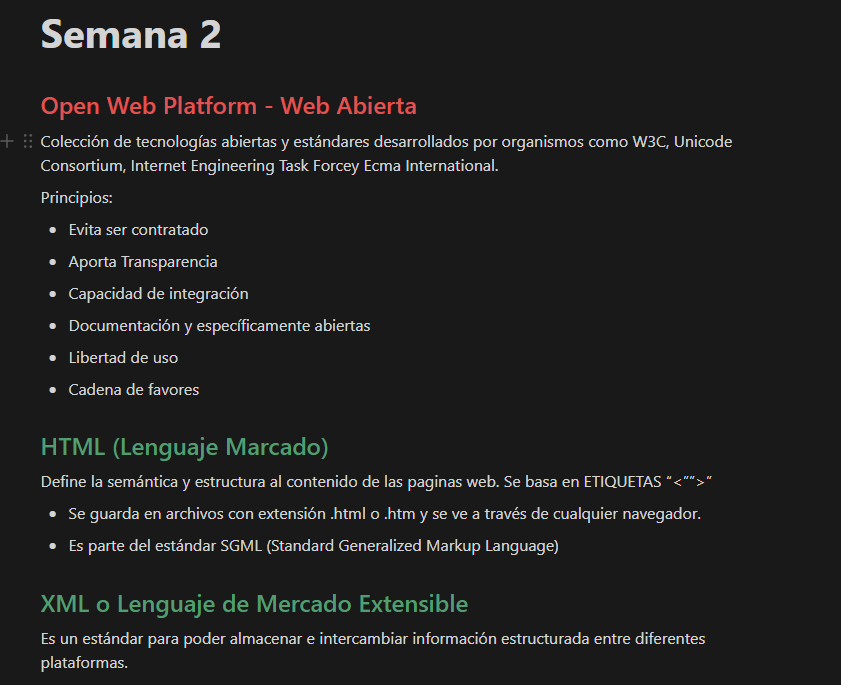 Semana 2
Open Web Platform - Web Abierta
Colección de tecnologías abiertas y estándares desarrollados por organismos como W3C, Unicode
Consortium, Internet Engineering Task Forcey Ecma International.
Principios:
Evita ser contratado
Aporta Transparencia
Capacidad de integración
Documentación y específicamente abiertas
Libertad de uso
Cadena de favores
HTML (Lenguaje Marcado)
Define la semántica y estructura al contenido de las paginas web. Se basa en ETIQUETAS “<””>”
Se guarda en archivos con extensión .html o .htm y se ve a través de cualquier navegador.
Es parte del estándar SGML (Standard Generalized Markup Language)
XML o Lenguaje de Mercado Extensible
Es un estándar para poder almacenar e intercambiar información estructurada entre diferentes
plataformas.